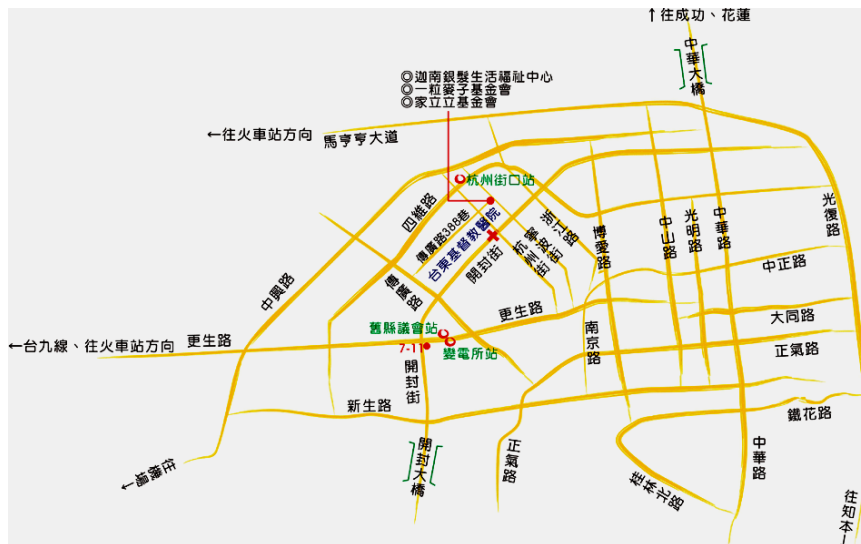 ↑往成功、花蓮
中華大橋
◎迦南銀髮生活福祉中心
◎一粒麥子基金會
◎家立立基金會
←往火車站方向
馬亨亨大道
杭州街口站
四維路
傳廣路388巷
台東基督教醫院
開封街
杭州街
寧波街
浙江路
博愛路
中山路
光明路
中華路
光復路
中興路
傳廣路
中正路
更生路
大同路
舊縣議會站
←台九線、往火車站方向
更生路
7-11
變電所站
南京路
正氣路
開封街
新生路
鐵花路
往機場→
開封大橋
正氣路
中華路
桂林北路
往知本↓